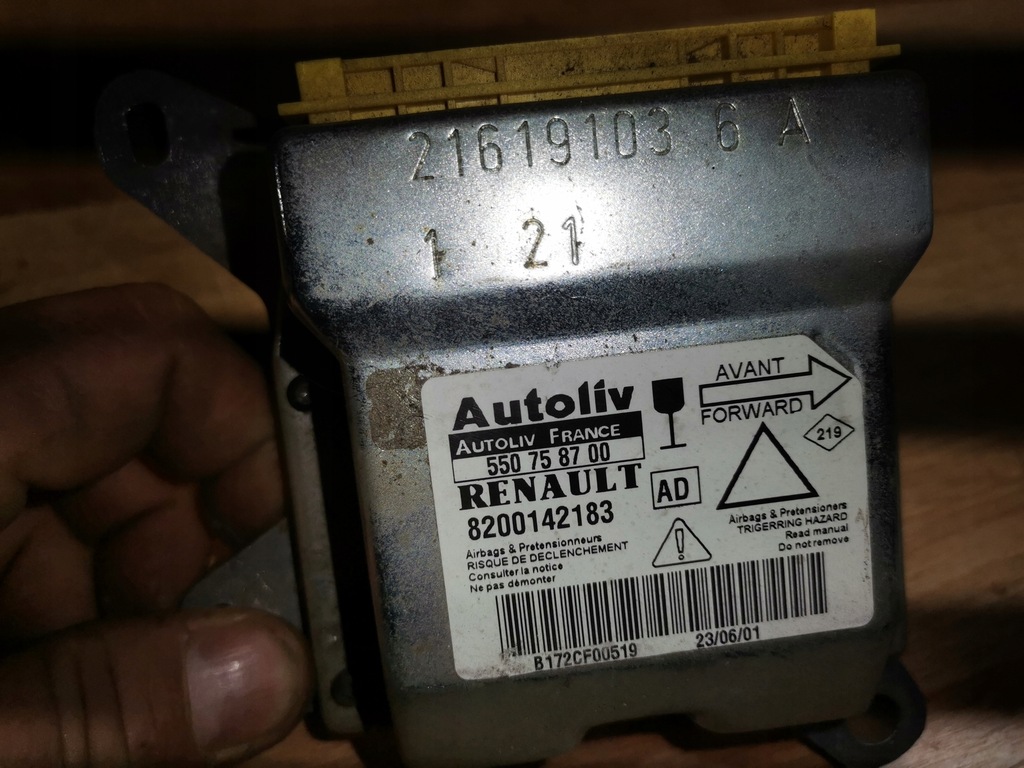 21619103 6 A
1 21
Autoliv
AUTOLIV FRANCE
550 75 87 00
RENAULT
8200142183
AD
AVANT
FORWARD
219
Airbags & Pretensionneurs
RISQUE DE DECLENCHEMENT
Consulter la notice
Ne pas démonter
Airbags & Pretensioners
TRIGERRING HAZARD
Read manual
Do not remove
B172CF00519
23/06/01